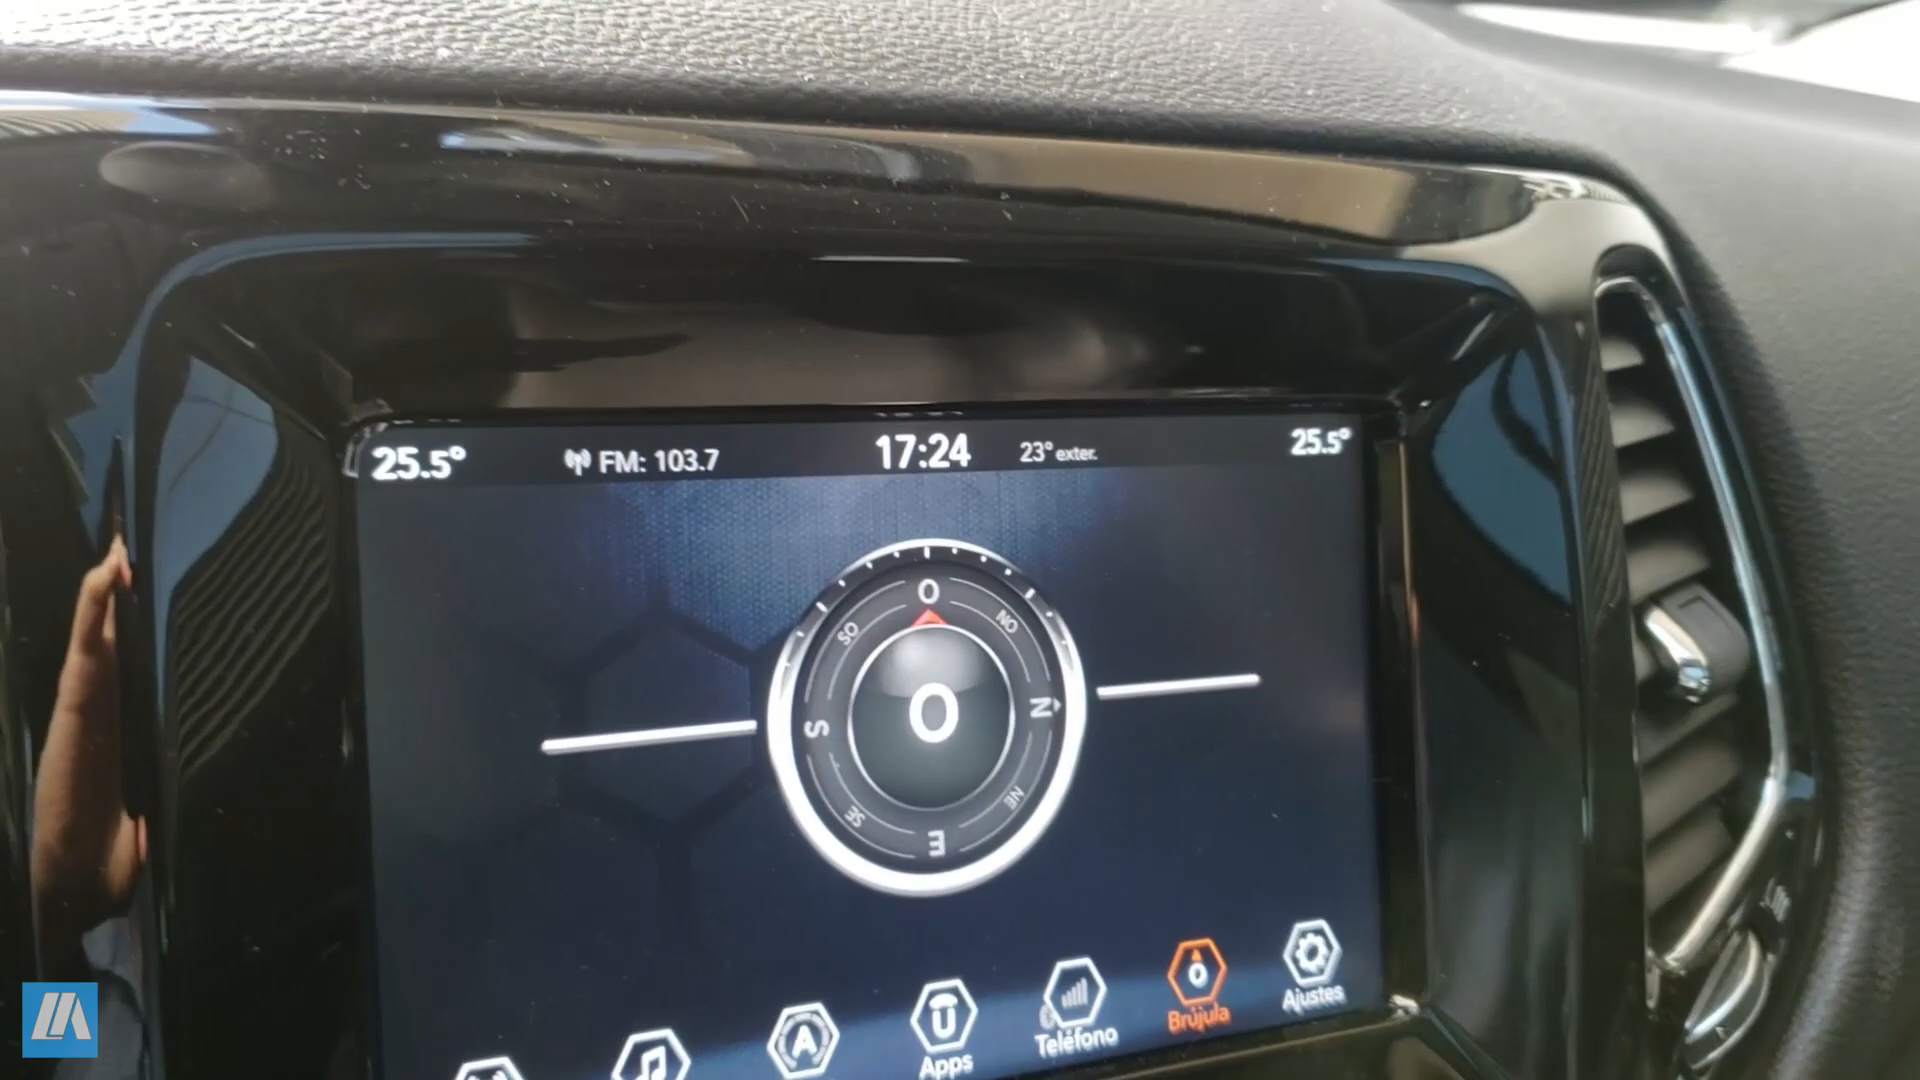 25.5° FM: 103.7 17:24 23° exter. 25.5°
O
SO NO
S O N
SE NE
E
A
U
Apps
Teléfono
O
Brújula
Ajustes